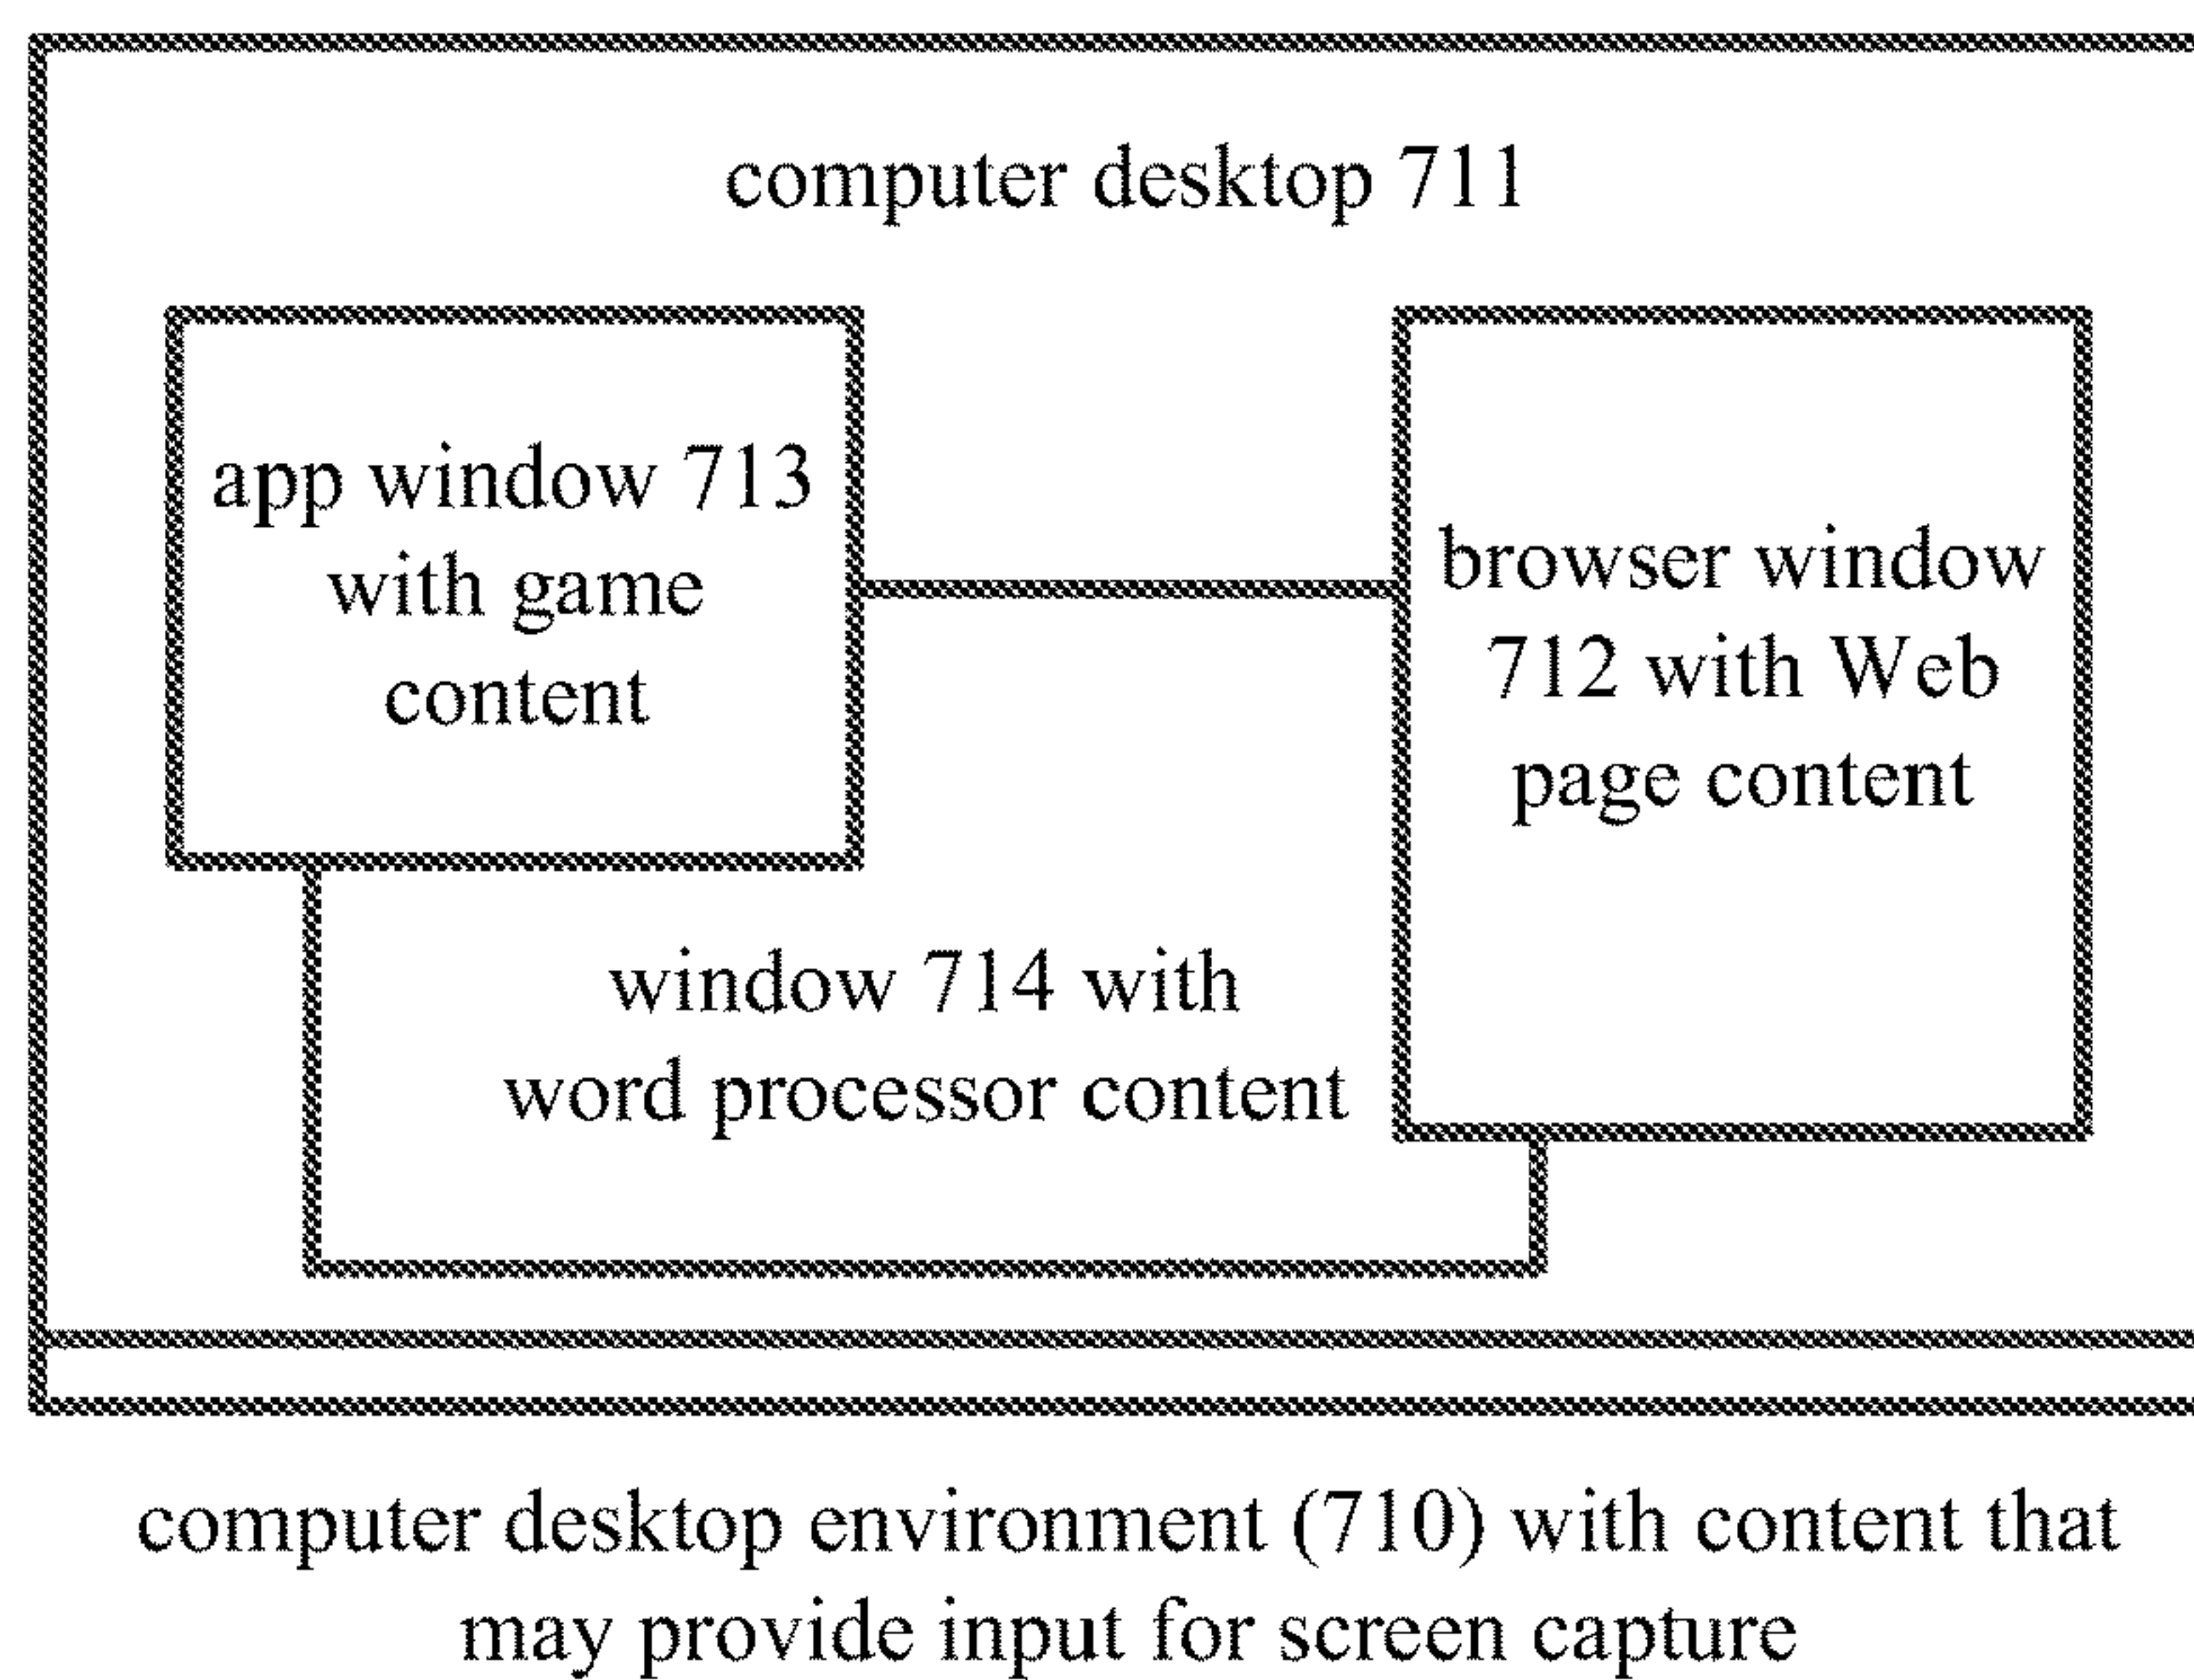 computer desktop 711
app window 713
with game
content
browser window
712 with Web
page content
window 714 with
word processor content
computer desktop environment (710) with content that
may provide input for screen capture